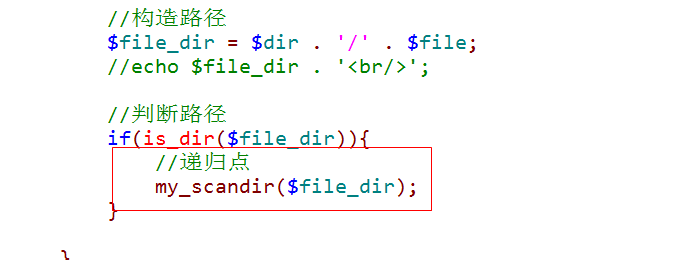 //构造路径
$file_dir = $dir . '/' . $file;
//echo $file_dir . '<br/>';
//判断路径
if(is_dir($file_dir)){
//递归点
my_scandir($file_dir);
}
}